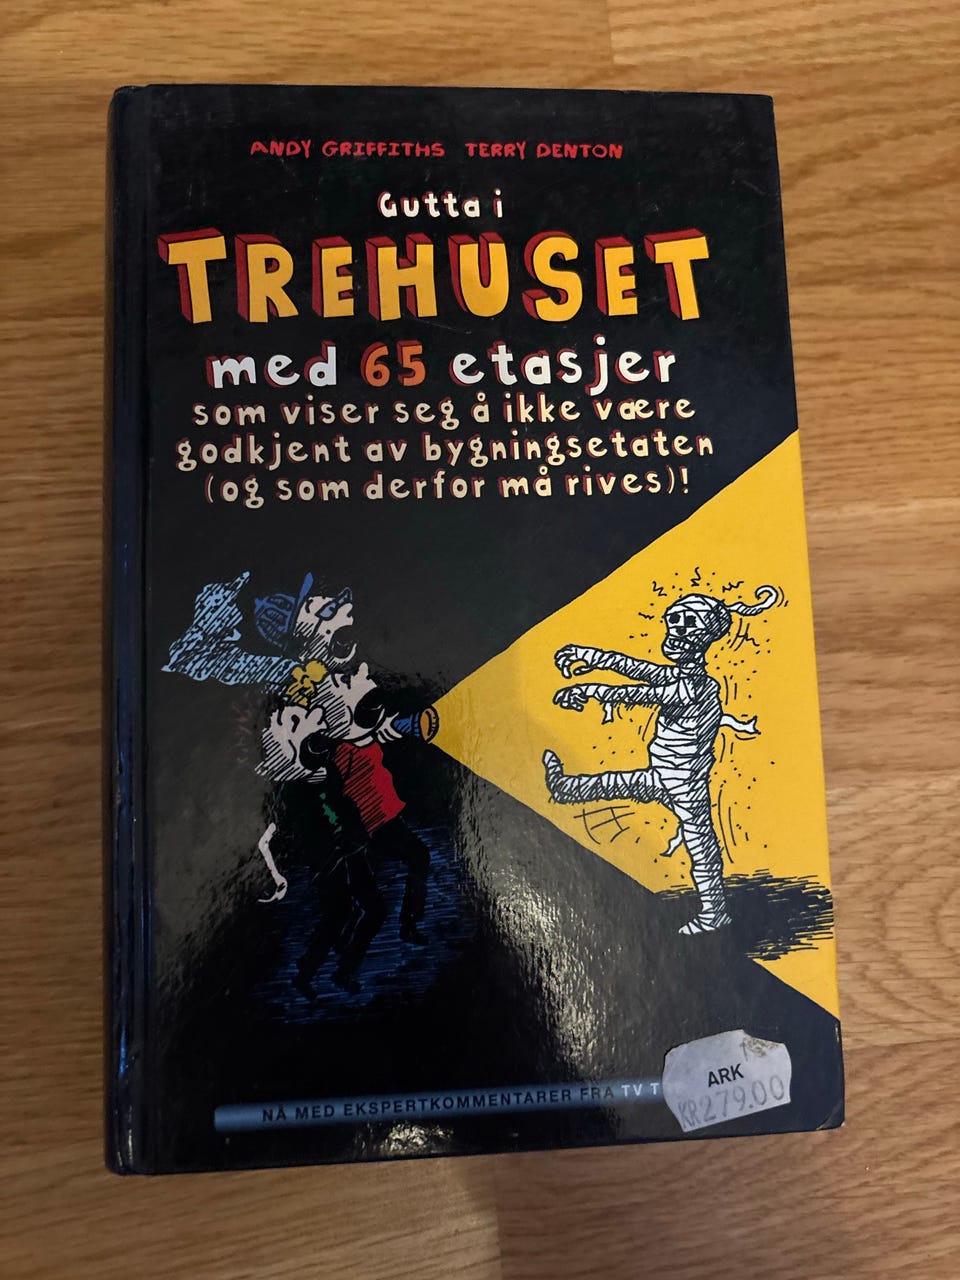 ANDY GRIFFITHS TERRY DENTON
Gutta i
TREHUSET
med 65 etasjer
som viser seg å ikke være
godkjent av bygningsetaten
(og som derfor må rives)!
NÅ MED EKSPERTKOMMENTARER FRA TV T
ARK
KR279.00